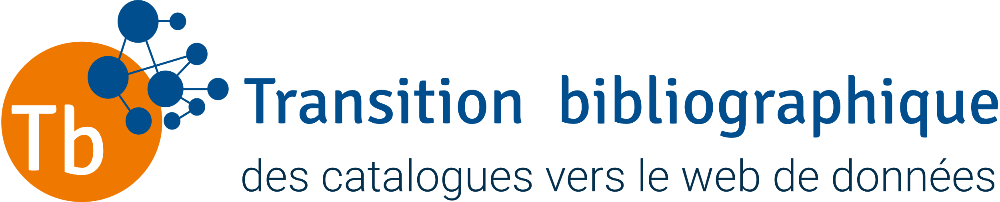 Tb
Transition bibliographique
des catalogues vers le web de données